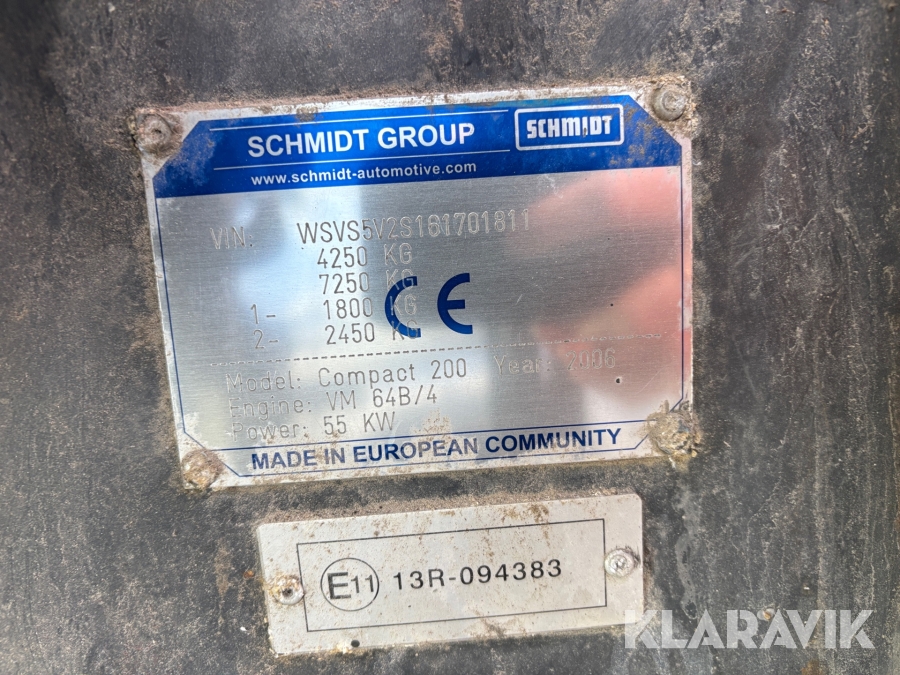 SCHMIDT GROUP SCHMIDT
www.schmidt-automotive.com
VIN: WSVS5V2S161701811
4250 KG
7250 KG
1- 1800 KG
2- 2450 KG
CE
Model: Compact 200 Year: 2006
Engine: VM 64B/4
Power: 55 KW
MADE IN EUROPEAN COMMUNITY
E11 13R-094383
KLARAVIK